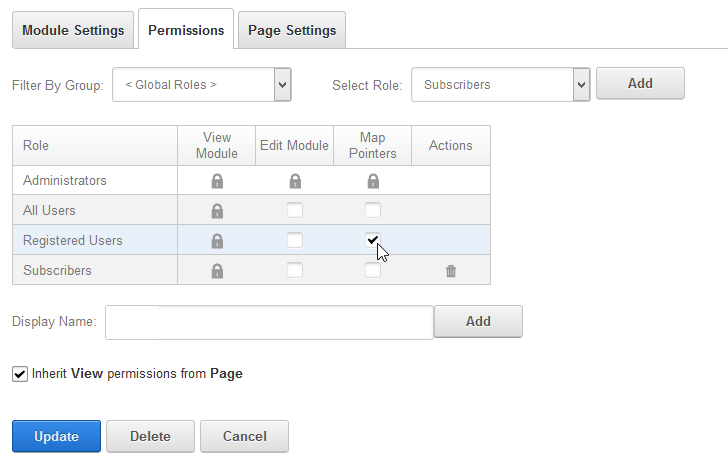 Module Settings Permissions Page Settings
Filter By Group: < Global Roles > Select Role: Subscribers Add
Role View Module Edit Module Map Pointers Actions
Administrators
All Users
Registered Users
Subscribers
Display Name: Add
Inherit View permissions from Page
Update Delete Cancel